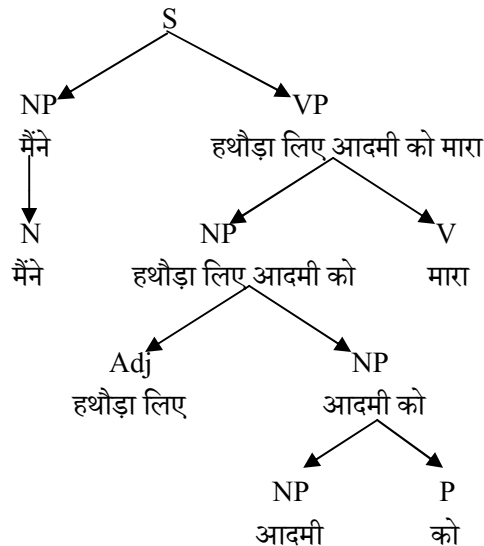 S
NP VP
मैंने हथौड़ा लिए आदमी को मारा
N NP V
मैंने हथौड़ा लिए आदमी को मारा
Adj NP
हथौड़ा लिए आदमी को
NP P
आदमी को